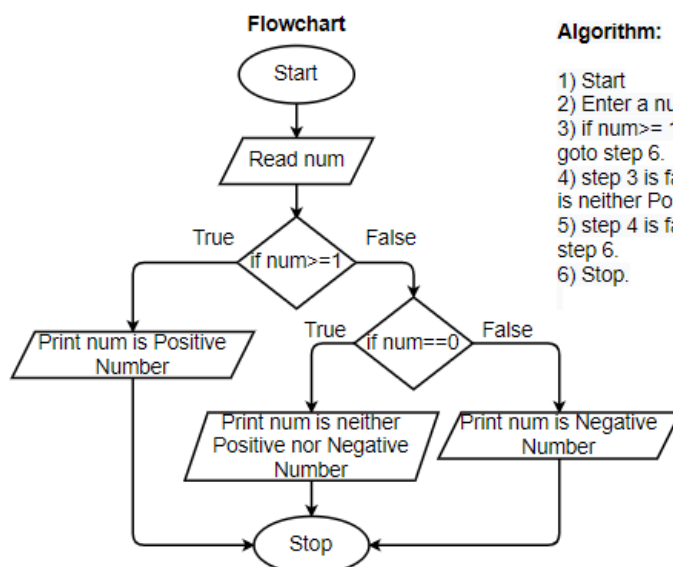 Flowchart
Start
Read num
True
False
if num>=1
Print num is Positive
Number
True
False
if num==0
Print num is neither
Positive nor Negative
Number
Print num is Negative
Number
Stop
Algorithm:
1) Start
2) Enter a
3) if num>= 1
goto step 6.
4) step 3 is
is neither
5) step 4 is
step 6.
6) Stop.